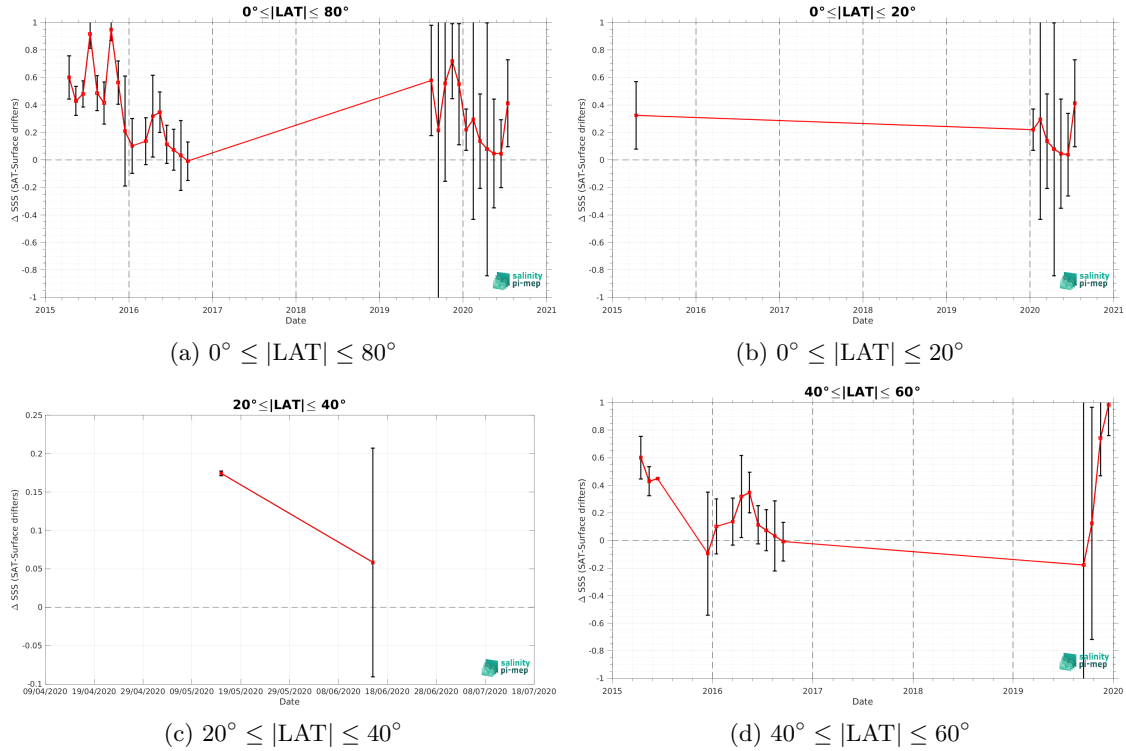 0°≤|LAT|≤ 80°
1
0.8
0.6
0.4
0.2
0
-0.2
-0.4
-0.6
-0.8
-1
Δ SSS (SAT-Surface drifters)
2015 2016 2017 2018 2019 2020 2021
Date
salinity
pi-mep
(a) 0° ≤ |LAT| ≤ 80°
0°≤|LAT|≤ 20°
1
0.8
0.6
0.4
0.2
0
-0.2
-0.4
-0.6
-0.8
-1
Δ SSS (SAT-Surface drifters)
2015 2016 2017 2018 2019 2020 2021
Date
salinity
pi-mep
(b) 0° ≤ |LAT| ≤ 20°
20°≤|LAT|≤ 40°
0.25
0.2
0.15
0.1
0.05
0
-0.05
-0.1
Δ SSS (SAT-Surface drifters)
09/04/2020 19/04/2020 29/04/2020 09/05/2020 19/05/2020 29/05/2020 08/06/2020 18/06/2020 28/06/2020 08/07/2020 18/07/2020
Date
salinity
pi-mep
(c) 20° ≤ |LAT| ≤ 40°
40°≤|LAT|≤ 60°
1
0.8
0.6
0.4
0.2
0
-0.2
-0.4
-0.6
-0.8
-1
Δ SSS (SAT-Surface drifters)
2015 2016 2017 2018 2019 2020
Date
salinity
pi-mep
(d) 40° ≤ |LAT| ≤ 60°